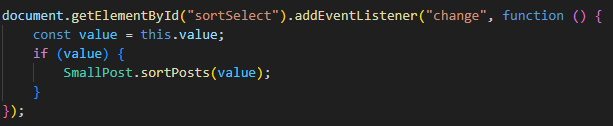 document.getElementById("sortSelect").addEventListener("change", function () {
    const value = this.value;
    if (value) {
        SmallPost.sortPosts(value);
    }
});